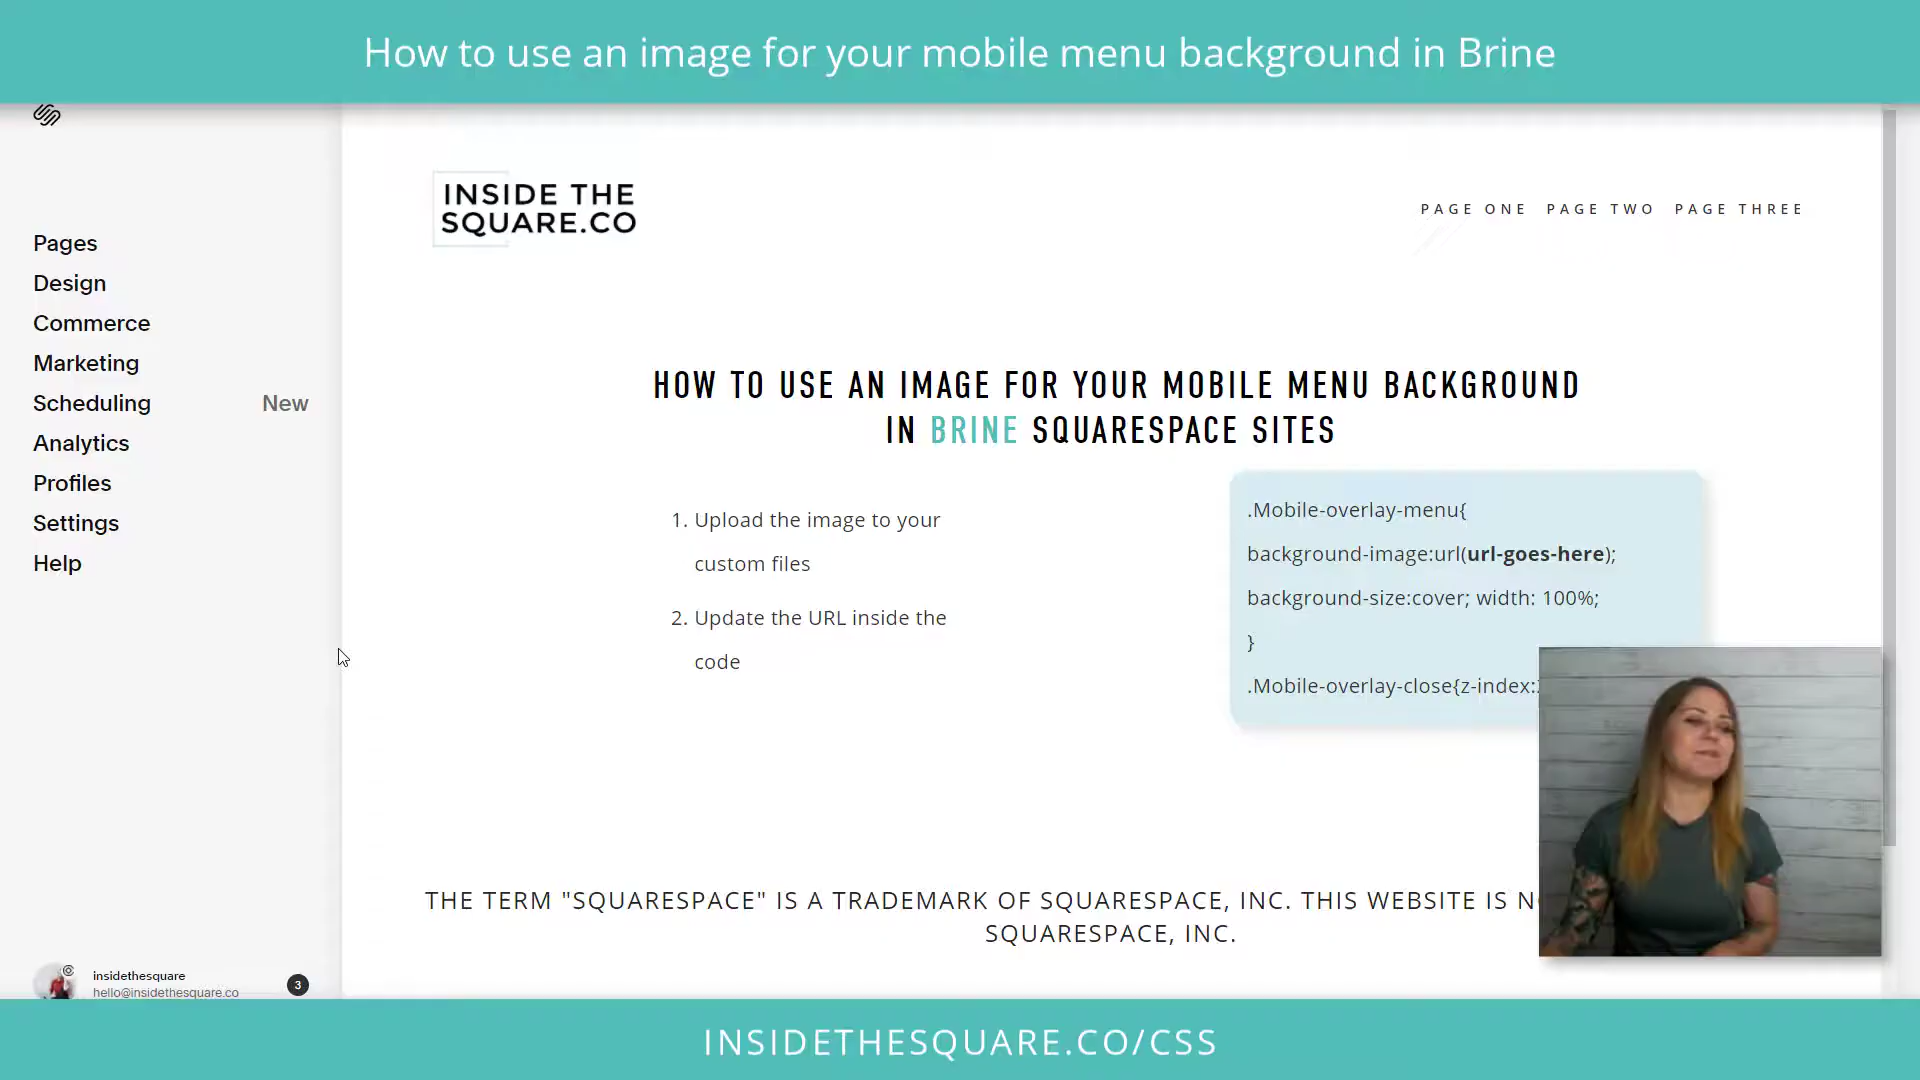 How to use an image for your mobile menu background in Brine
Pages
Design
Commerce
Marketing
Scheduling New
Analytics
Profiles
Settings
Help
insidethesquare
hello@insidethesquare.co
3
INSIDE THE
SQUARE.CO
PAGE ONE PAGE TWO PAGE THREE
HOW TO USE AN IMAGE FOR YOUR MOBILE MENU BACKGROUND
IN BRINE SQUARESPACE SITES
1. Upload the image to your
custom files
2. Update the URL inside the
code
.Mobile-overlay-menu{
background-image:url(url-goes-here);
background-size:cover; width: 100%;
}
.Mobile-overlay-close{z-index:
THE TERM "SQUARESPACE" IS A TRADEMARK OF SQUARESPACE, INC. THIS WEBSITE IS
SQUARESPACE, INC.
INSIDETHESQUARE.CO/CSS